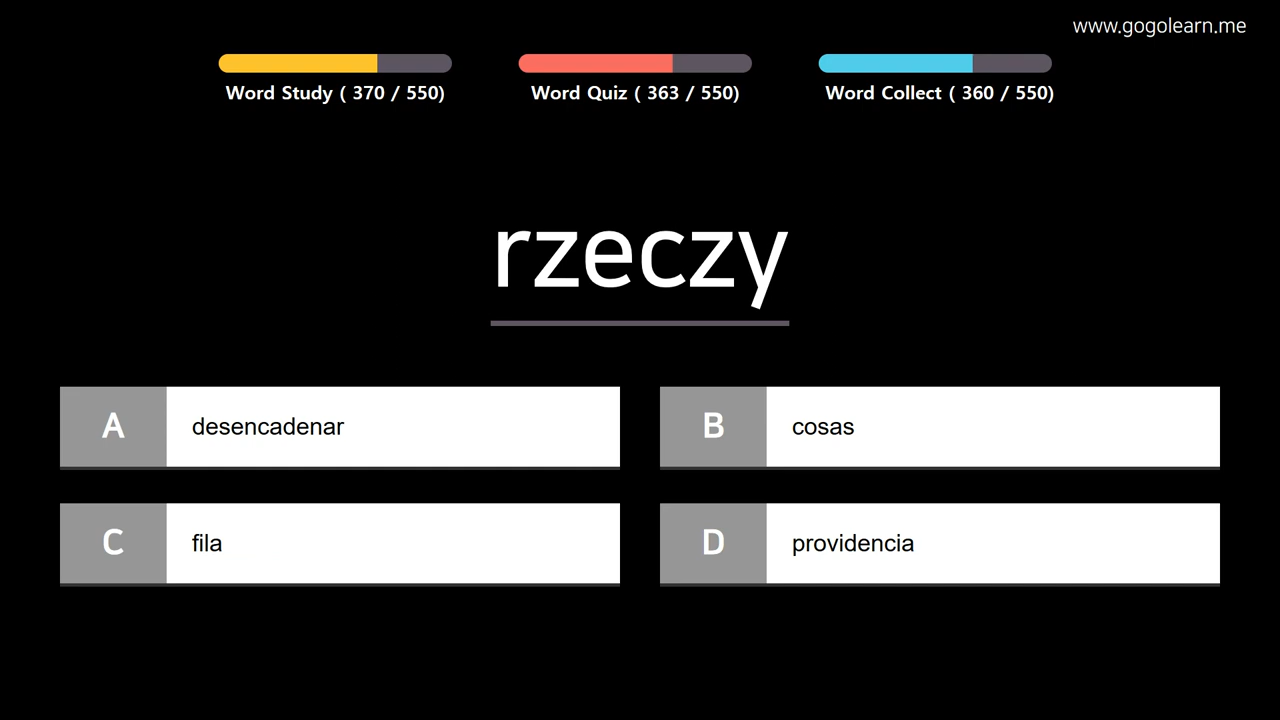 www.gogolearn.me
Word Study ( 370 / 550)
Word Quiz ( 363 / 550)
Word Collect ( 360 / 550)
rzeczy
A desencadenar
B cosas
C fila
D providencia